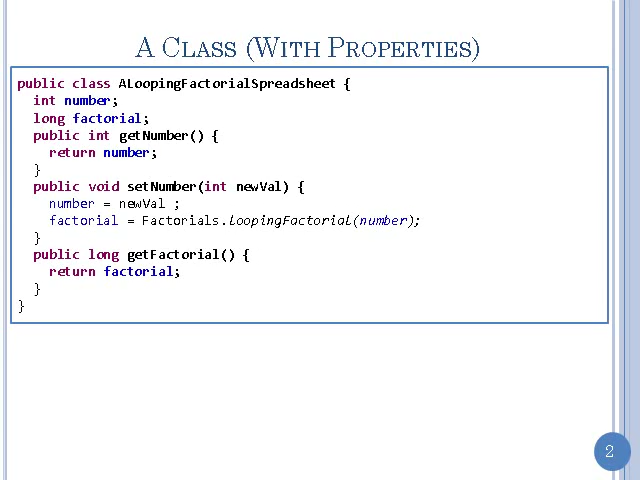 A Class (With Properties)
public class ALoopingFactorialSpreadsheet {
  int number;
  long factorial;
  public int getNumber() {
    return number;
  }
  public void setNumber(int newVal) {
    number = newVal ;
    factorial = Factorials.loopingFactorial(number);
  }
  public long getFactorial() {
    return factorial;
  }
}
2